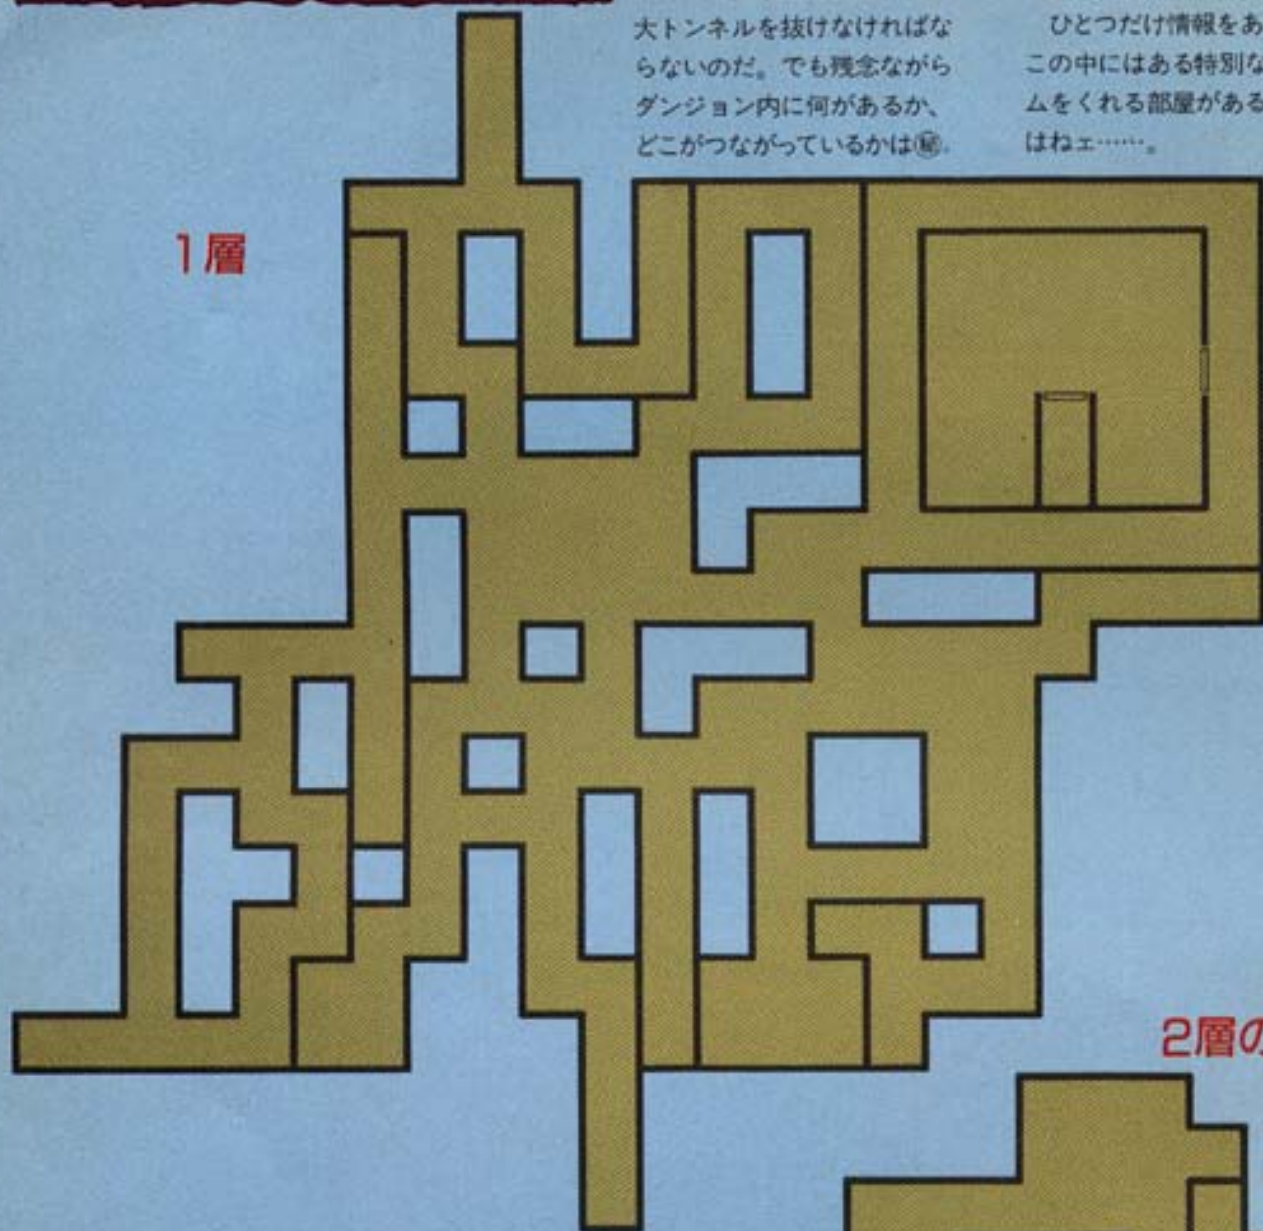 大トンネルを抜けなければな
らないのだ。でも残念ながら
ダンジョン内に何があるか、
どこがつながっているかは㊙。
ひとつだけ情報をあ
この中にはある特別な
ムをくれる部屋がある
はねェ……。
1層
2層の